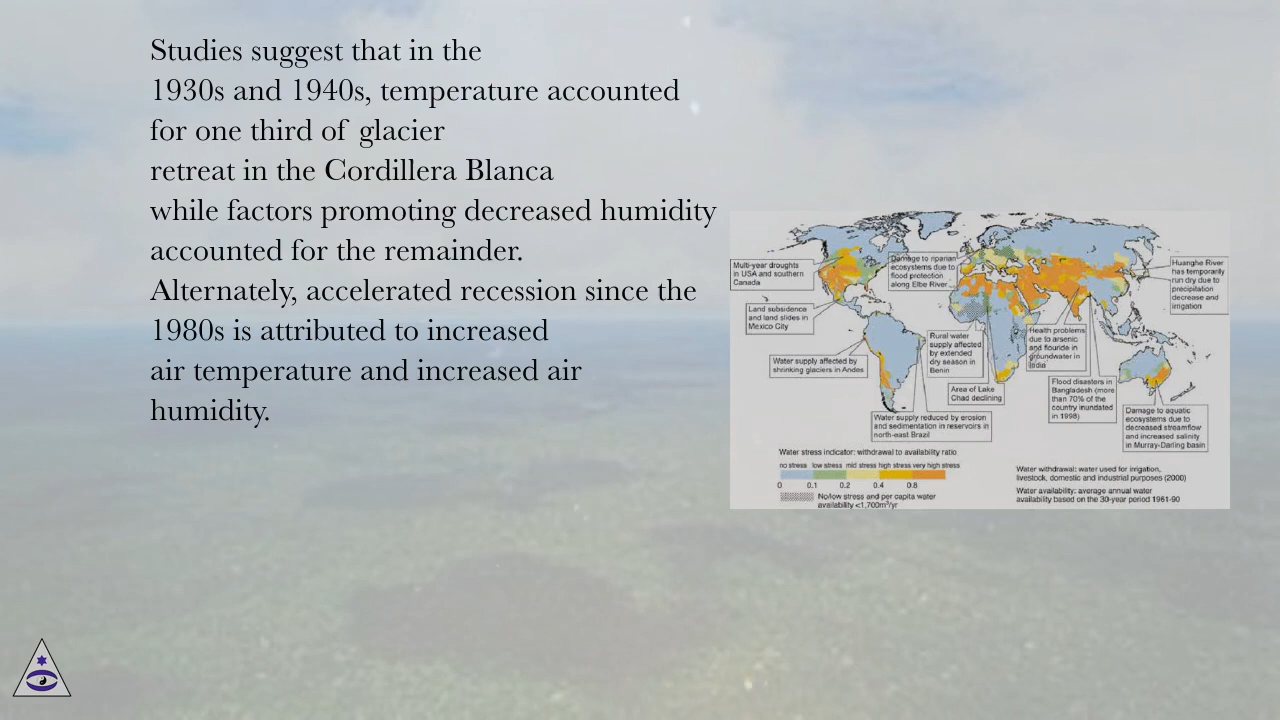 Studies suggest that in the
1930s and 1940s, temperature accounted
for one third of glacier
retreat in the Cordillera Blanca
while factors promoting decreased humidity
accounted for the remainder.
Alternately, accelerated recession since the
1980s is attributed to increased
air temperature and increased air
humidity.
Multi-year droughts
in USA and southern
Canada
Damage to riparian
ecosystems due to
flood protection
along Elbe River
Huanghe River
has temporarily
run dry due to
precipitation
decrease and
irrigation
Land subsidence
and land slides in
Mexico City
Rural water
supply affected
by extended
dry season in
Benin
Health problems
due to arsenic
and flouride in
groundwater in
India
Water supply affected by
shrinking glaciers in Andes
Area of Lake
Chad declining
Flood disasters in
Bangladesh (more
than 70% of the
country inundated
in 1998)
Damage to aquatic
ecosystems due to
decreased streamflow
and increased salinity
in Murray-Darling basin
Water supply reduced by erosion
and sedimentation in reservoirs in
north-east Brazil
Water stress indicator: withdrawal to availability ratio
no stress low stress mid stress high stress very high stress
0 0.1 0.2 0.4 0.8
No/low stress and per capita water
availability <1,700m³/yr
Water withdrawal: water used for irrigation,
livestock, domestic and industrial purposes (2000)
Water availability: average annual water
availability based on the 30-year period 1961-90